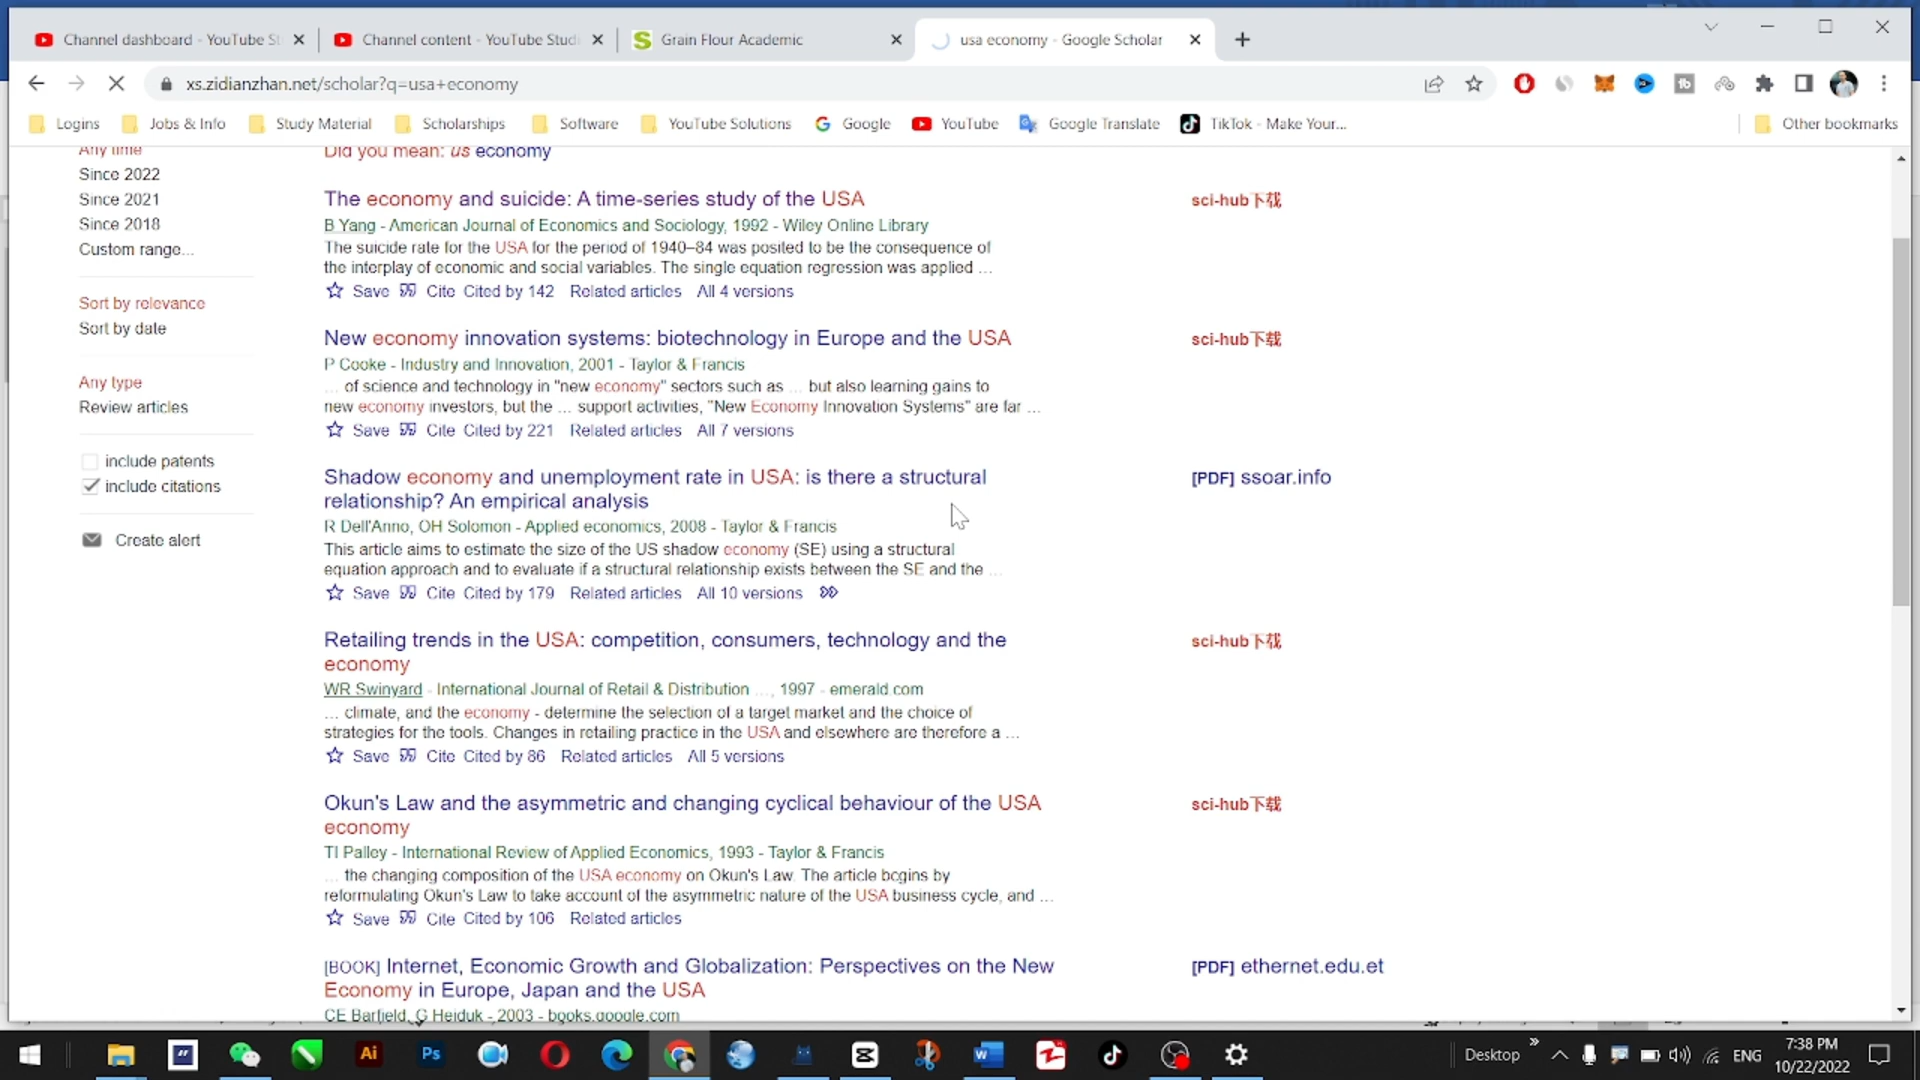 Channel dashboard - YouTube St
Channel content - YouTube Studi
Grain Flour Academic
usa economy - Google Scholar
xs.zidianzhan.net/scholar?q=usa+economy
Logins
Jobs & Info
Study Material
Scholarships
Software
YouTube Solutions
Google
YouTube
Google Translate
TikTok - Make Your...
Other bookmarks
Any time
Since 2022
Since 2021
Since 2018
Custom range...
Sort by relevance
Sort by date
Any type
Review articles
include patents
include citations
Create alert
Did you mean: us economy
The economy and suicide: A time-series study of the USA
sci-hub下载
B Yang - American Journal of Economics and Sociology, 1992 - Wiley Online Library
The suicide rate for the USA for the period of 1940–84 was posited to be the consequence of
the interplay of economic and social variables. The single equation regression was applied …
Save Cite Cited by 142 Related articles All 4 versions
New economy innovation systems: biotechnology in Europe and the USA
sci-hub下载
P Cooke - Industry and Innovation, 2001 - Taylor & Francis
… of science and technology in "new economy" sectors such as … but also learning gains to
new economy investors, but the … support activities, "New Economy Innovation Systems" are far …
Save Cite Cited by 221 Related articles All 7 versions
Shadow economy and unemployment rate in USA: is there a structural
relationship? An empirical analysis
[PDF] ssoar.info
R Dell'Anno, OH Solomon - Applied economics, 2008 - Taylor & Francis
This article aims to estimate the size of the US shadow economy (SE) using a structural
equation approach and to evaluate if a structural relationship exists between the SE and the …
Save Cite Cited by 179 Related articles All 10 versions
Retailing trends in the USA: competition, consumers, technology and the
economy
sci-hub下载
WR Swinyard - International Journal of Retail & Distribution …, 1997 - emerald.com
… climate, and the economy - determine the selection of a target market and the choice of
strategies for the tools. Changes in retailing practice in the USA and elsewhere are therefore a …
Save Cite Cited by 86 Related articles All 5 versions
Okun's Law and the asymmetric and changing cyclical behaviour of the USA
economy
sci-hub下载
TI Palley - International Review of Applied Economics, 1993 - Taylor & Francis
… the changing composition of the USA economy on Okun's Law. The article begins by
reformulating Okun's Law to take account of the asymmetric nature of the USA business cycle, and …
Save Cite Cited by 106 Related articles
[BOOK] Internet, Economic Growth and Globalization: Perspectives on the New
Economy in Europe, Japan and the USA
[PDF] ethernet.edu.et
CE Barfield, G Heiduk - 2003 - books.google.com
Ai
Ps
Desktop
ENG
7:38 PM
10/22/2022